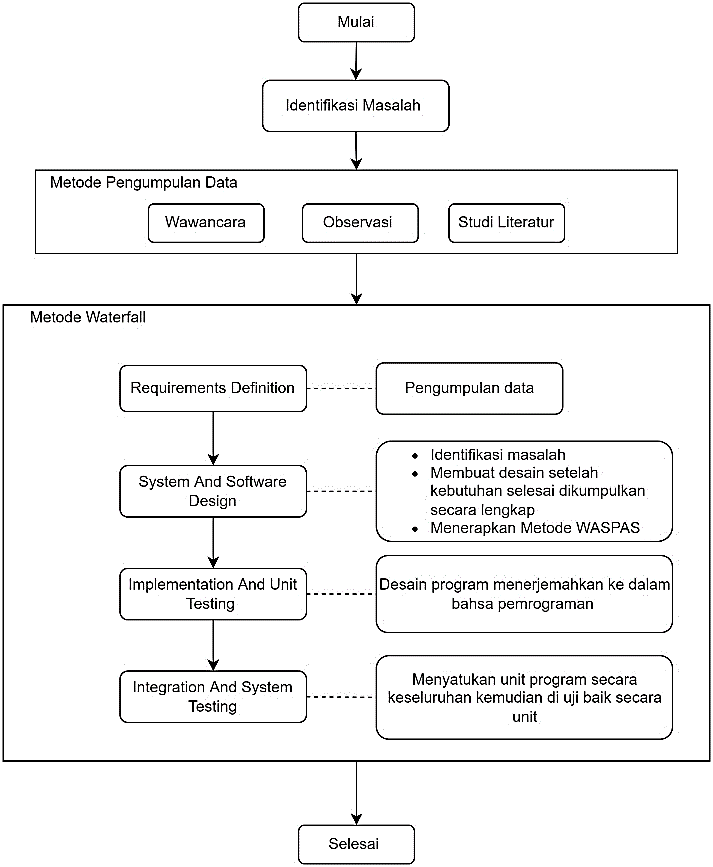 Mulai
Identifikasi Masalah
Metode Pengumpulan Data
Wawancara
Observasi
Studi Literatur
Metode Waterfall
Requirements Definition
Pengumpulan data
System And Software
Design
• Identifikasi masalah
• Membuat desain setelah
kebutuhan selesai dikumpulkan
secara lengkap
• Menerapkan Metode WASPAS
Implementation And Unit
Testing
Desain program menerjemahkan ke dalam
bahsa pemrograman
Integration And System
Testing
Menyatukan unit program secara
keseluruhan kemudian di uji baik secara
unit
Selesai